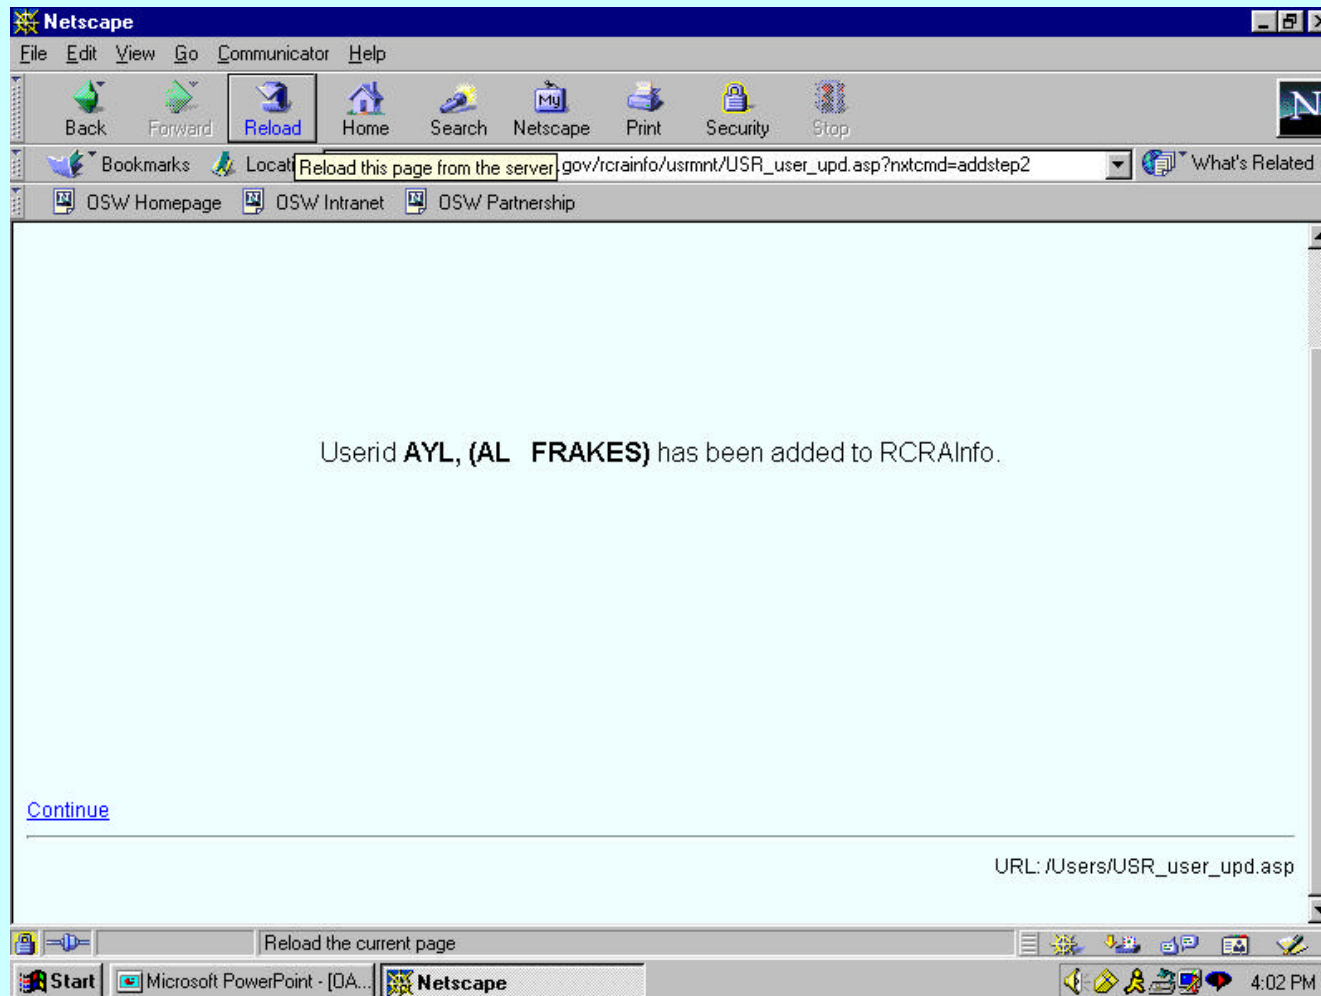 Netscape
File Edit View Go Communicator Help
My
N
Back Forward Reload Home Search Netscape Print Security Stop
Bookmarks Locati Reload this page from the server .gov/rcrainfo/usrmnt/USR_user_upd.asp?nxtcmd=addstep2 What's Related
OSW Homepage OSW Intranet OSW Partnership
Userid AYL, (AL FRAKES) has been added to RCRAInfo.
Continue
URL: /Users/USR_user_upd.asp
Reload the current page
Start Microsoft PowerPoint - [OA... Netscape 4:02 PM